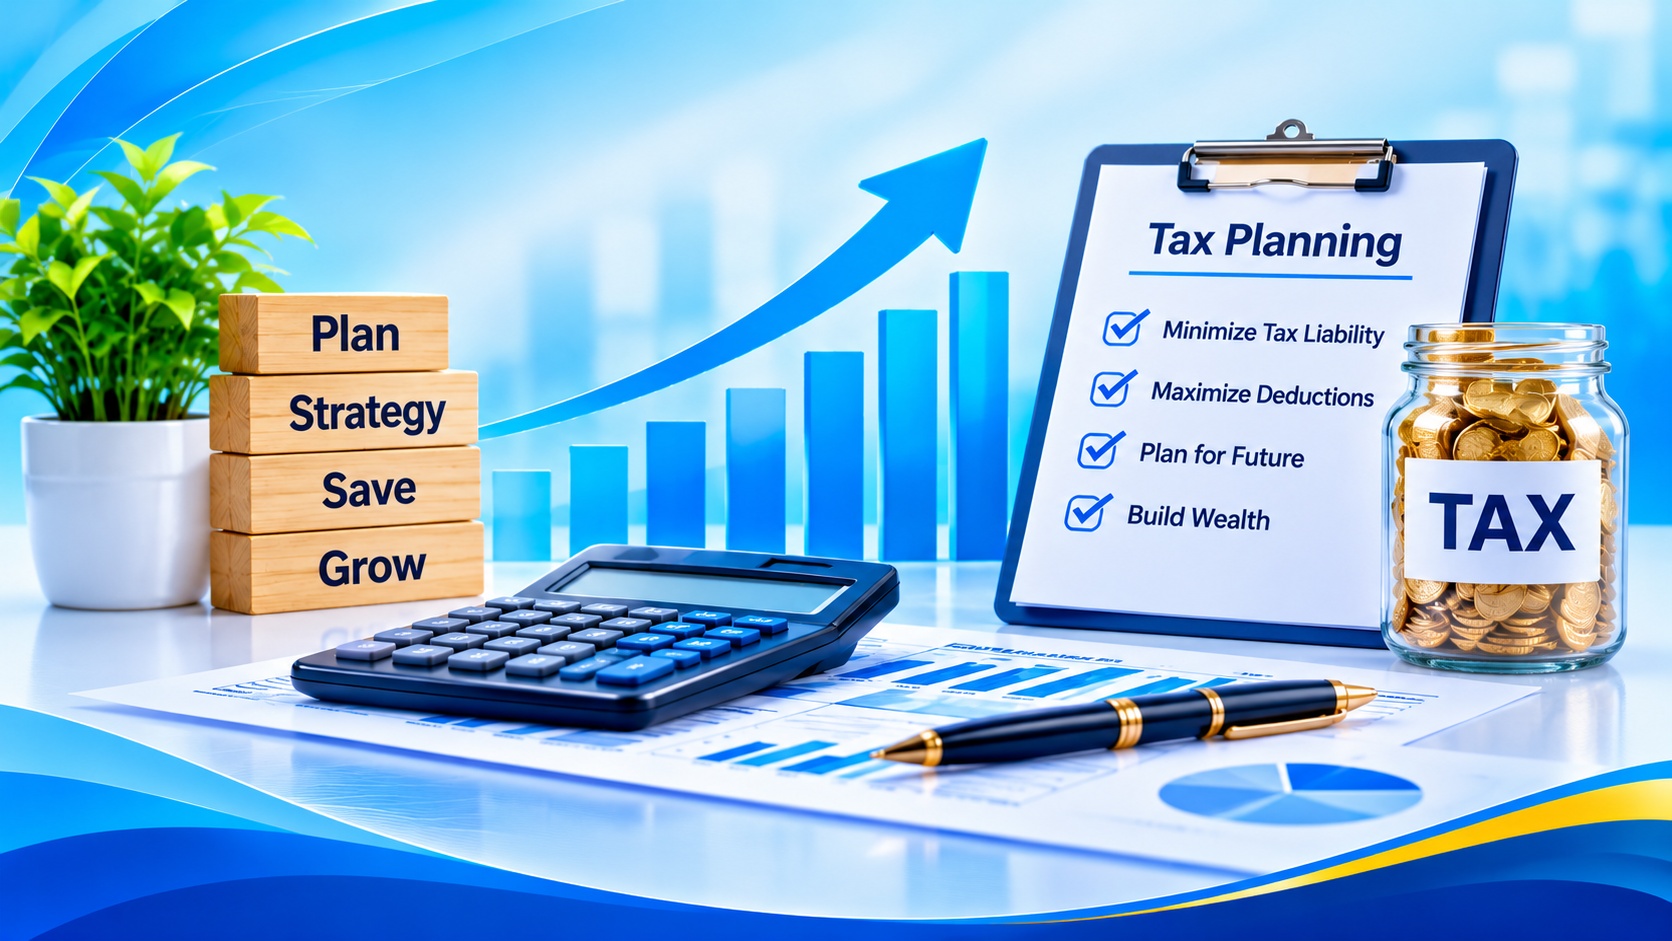 Plan
Strategy
Save
Grow
Tax Planning
Minimize Tax Liability
Maximize Deductions
Plan for Future
Build Wealth
TAX